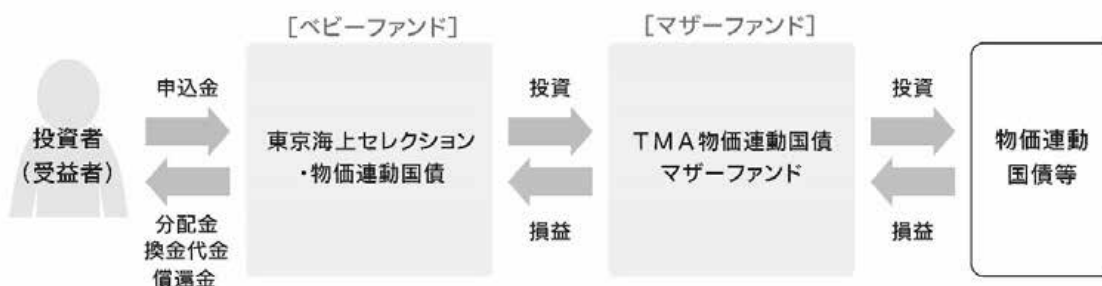 [ベビーファンド]
[マザーファンド]
投資者
(受益者)
申込金
分配金
換金代金
償還金
東京海上セレクション
・物価連動国債
投資
損益
TMA物価連動国債
マザーファンド
投資
損益
物価連動
国債等